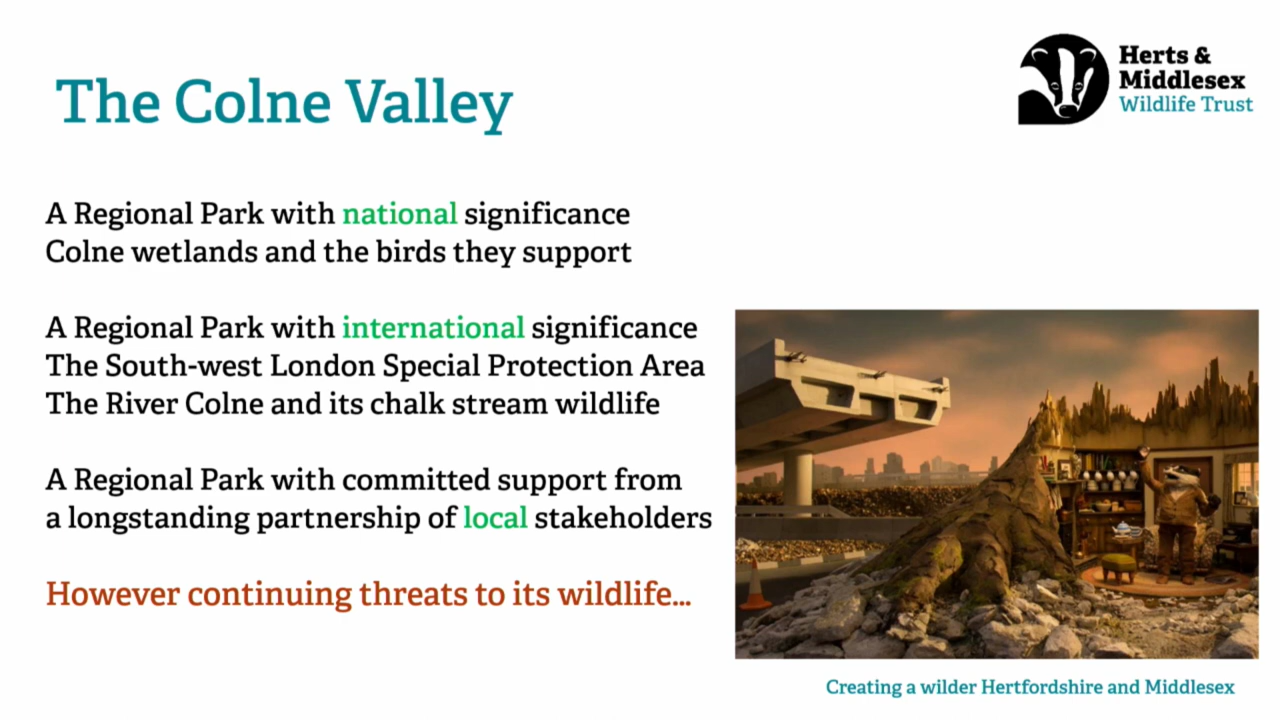 The Colne Valley
Herts &
Middlesex
Wildlife Trust
A Regional Park with national significance
Colne wetlands and the birds they support
A Regional Park with international significance
The South-west London Special Protection Area
The River Colne and its chalk stream wildlife
A Regional Park with committed support from
a longstanding partnership of local stakeholders
However continuing threats to its wildlife...
Creating a wilder Hertfordshire and Middlesex